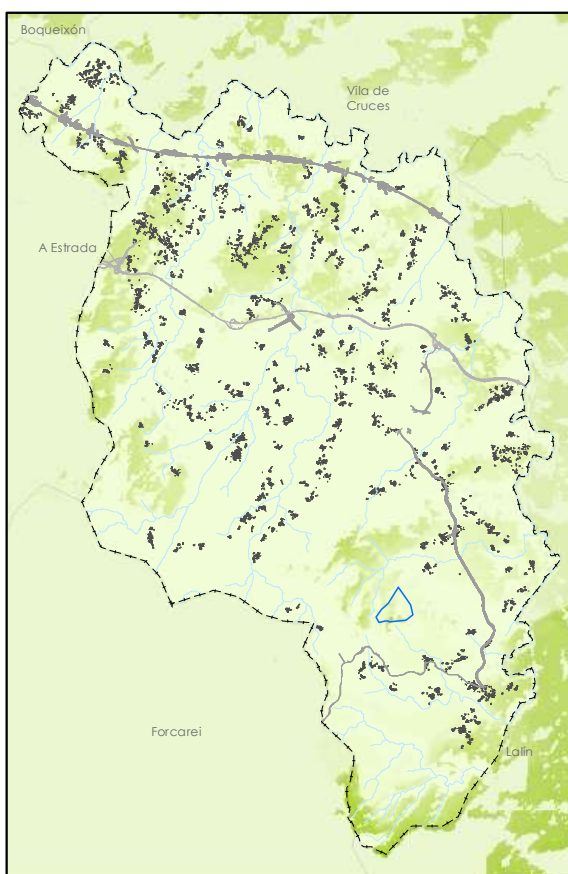 Boqueixón
Vila de
Cruces
A Estrada
Forcarei
Lalín